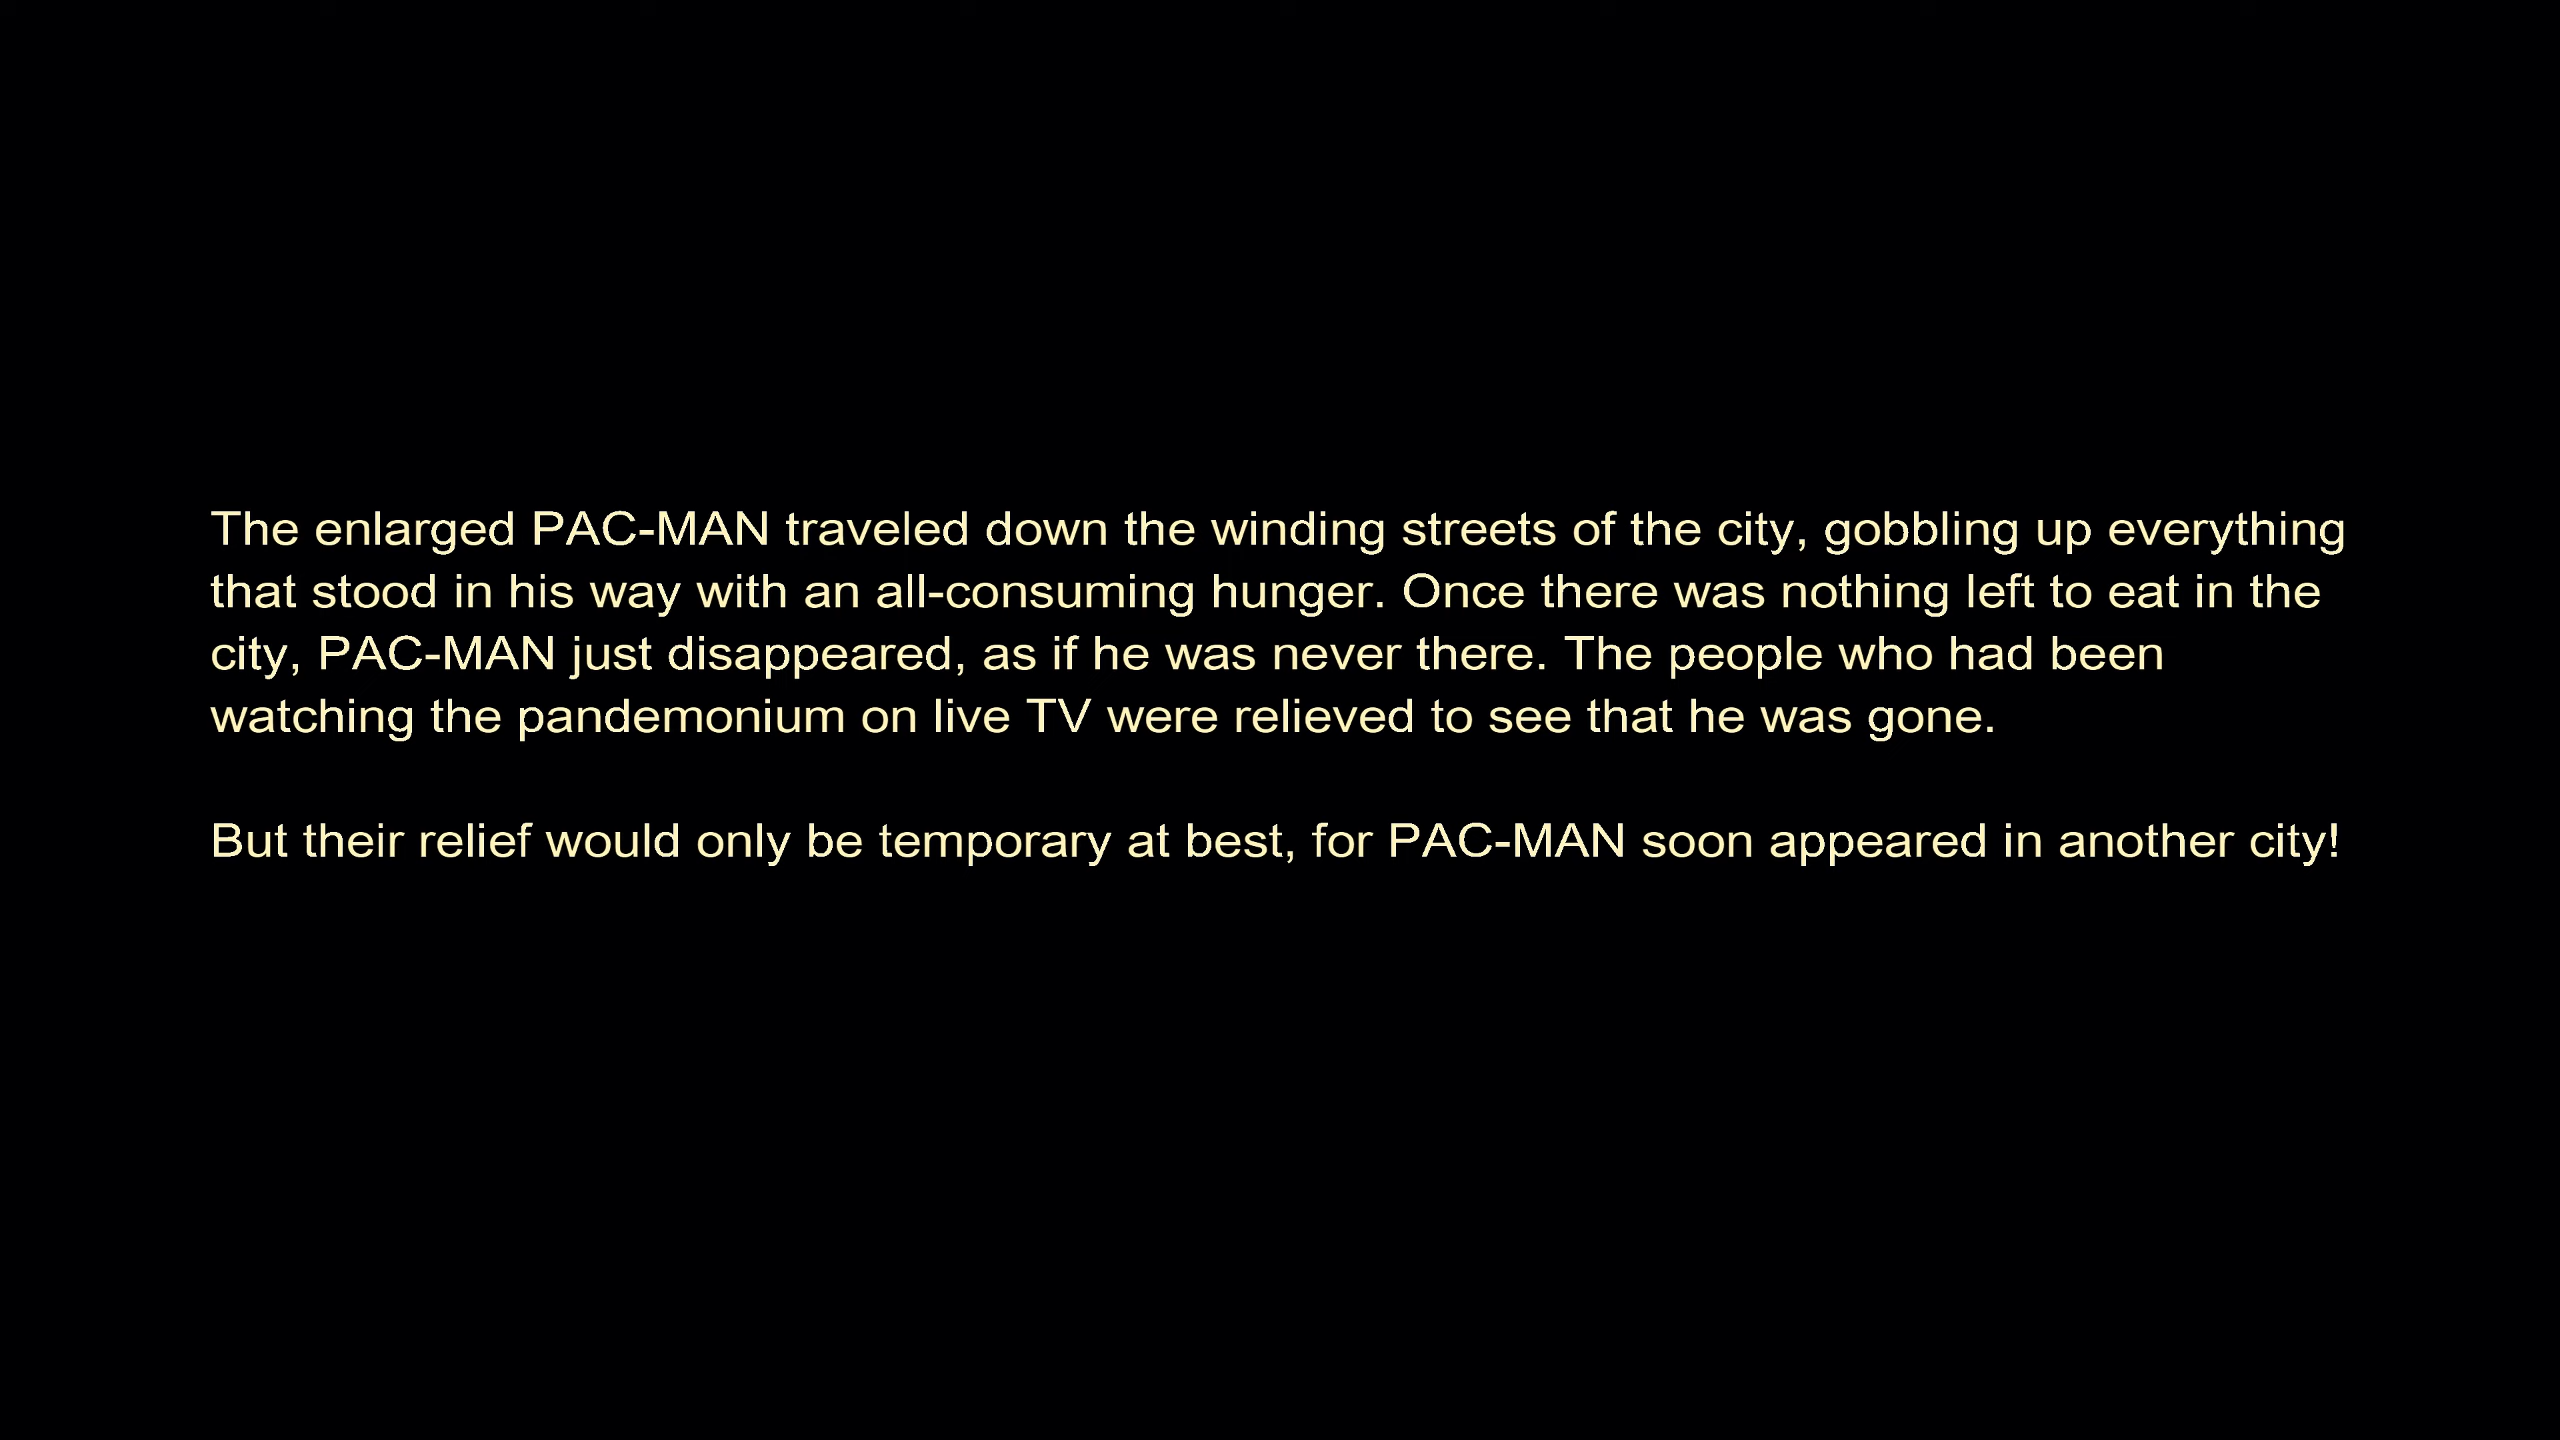 The enlarged PAC-MAN traveled down the winding streets of the city, gobbling up everything
that stood in his way with an all-consuming hunger. Once there was nothing left to eat in the
city, PAC-MAN just disappeared, as if he was never there. The people who had been
watching the pandemonium on live TV were relieved to see that he was gone.
But their relief would only be temporary at best, for PAC-MAN soon appeared in another city!